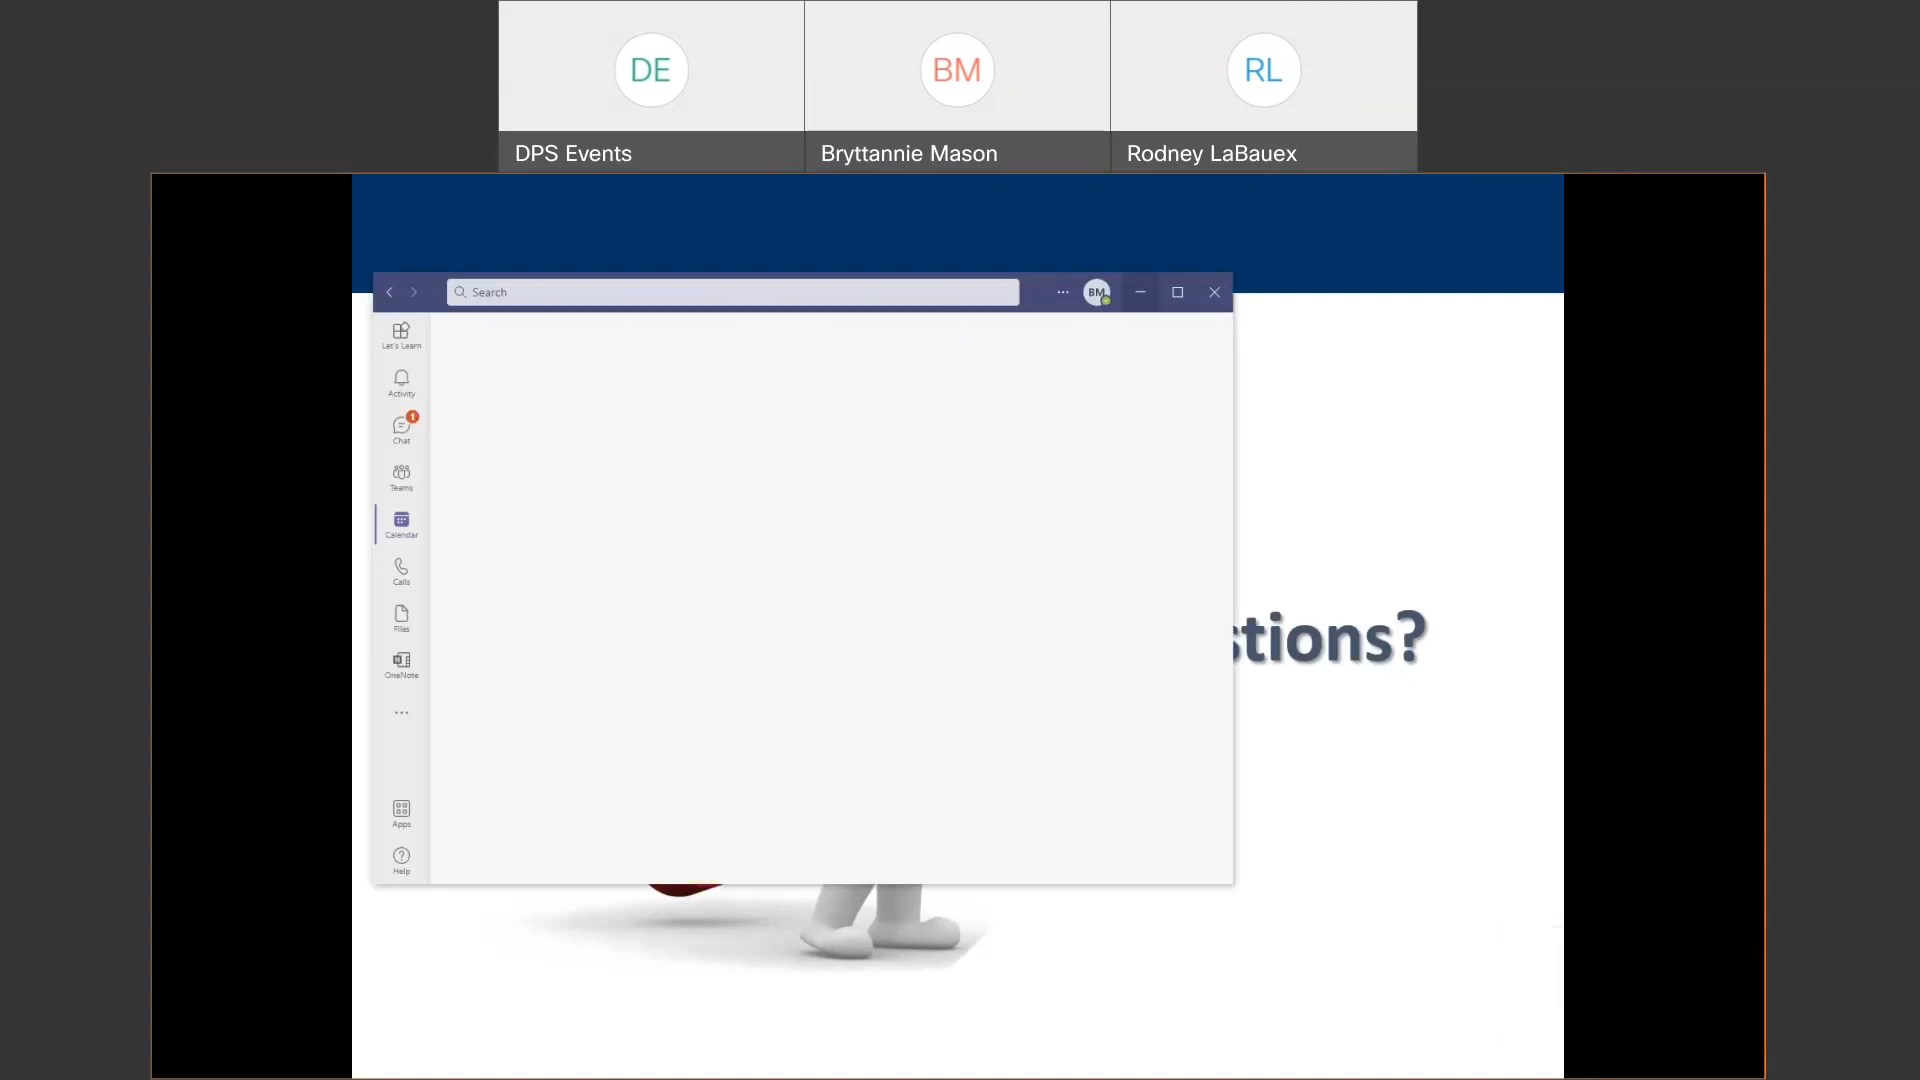 DE
BM
RL
DPS Events
Bryttannie Mason
Rodney LaBauex
Search
BM
Let's Learn
Activity
1
Chat
Teams
Calendar
Calls
Files
OneNote
Apps
Help
stions?